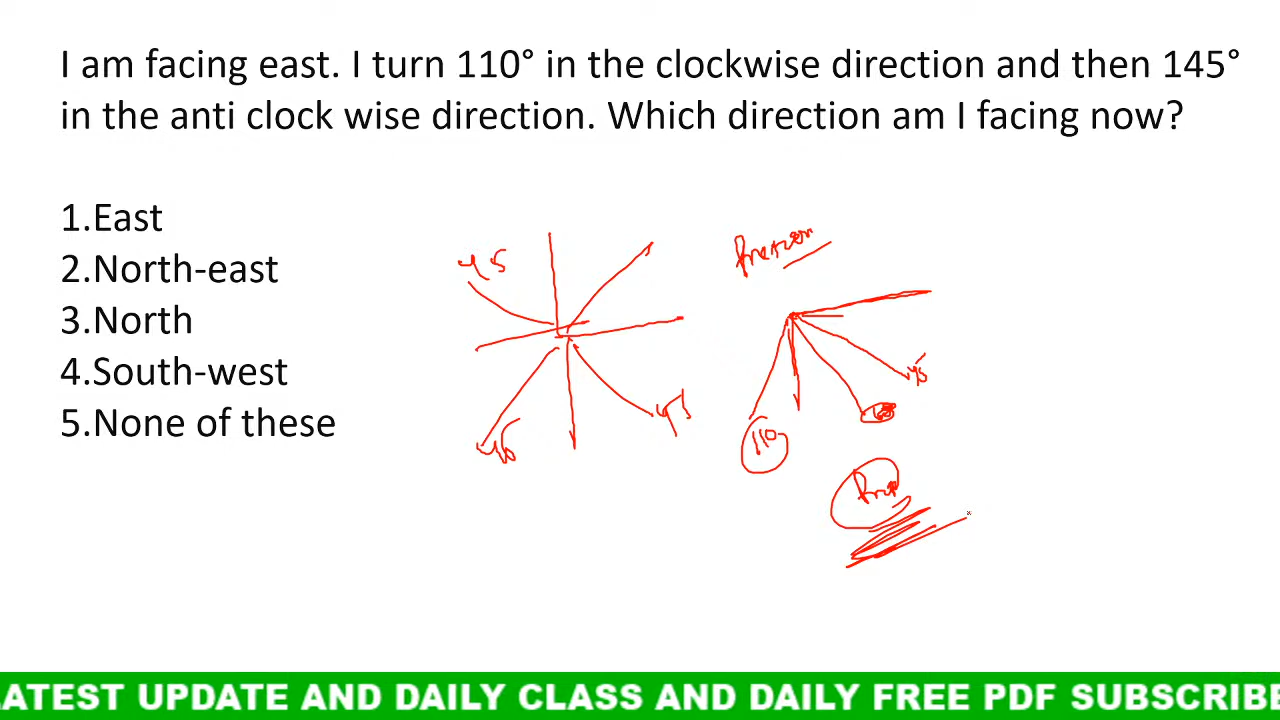 I am facing east. I turn 110° in the clockwise direction and then 145°
in the anti clock wise direction. Which direction am I facing now?
1.East
2.North-east
3.North
4.South-west
5.None of these
45
45
110
ATEST UPDATE AND DAILY CLASS AND DAILY FREE PDF SUBSCRIBE